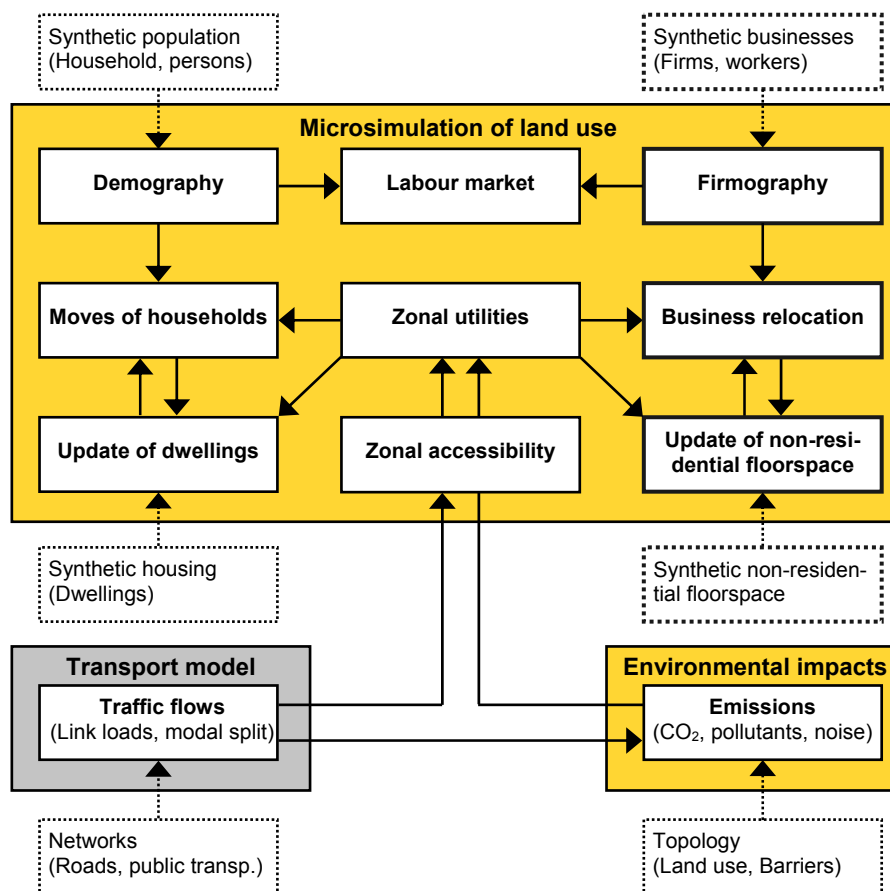 Synthetic population
(Household, persons)
Synthetic businesses
(Firms, workers)
Microsimulation of land use
Demography
Labour market
Firmography
Moves of households
Zonal utilities
Business relocation
Update of dwellings
Zonal accessibility
Update of non-resi-
dential floorspace
Synthetic housing
(Dwellings)
Synthetic non-residen-
tial floorspace
Transport model
Environmental impacts
Traffic flows
(Link loads, modal split)
Emissions
(CO₂, pollutants, noise)
Networks
(Roads, public transp.)
Topology
(Land use, Barriers)